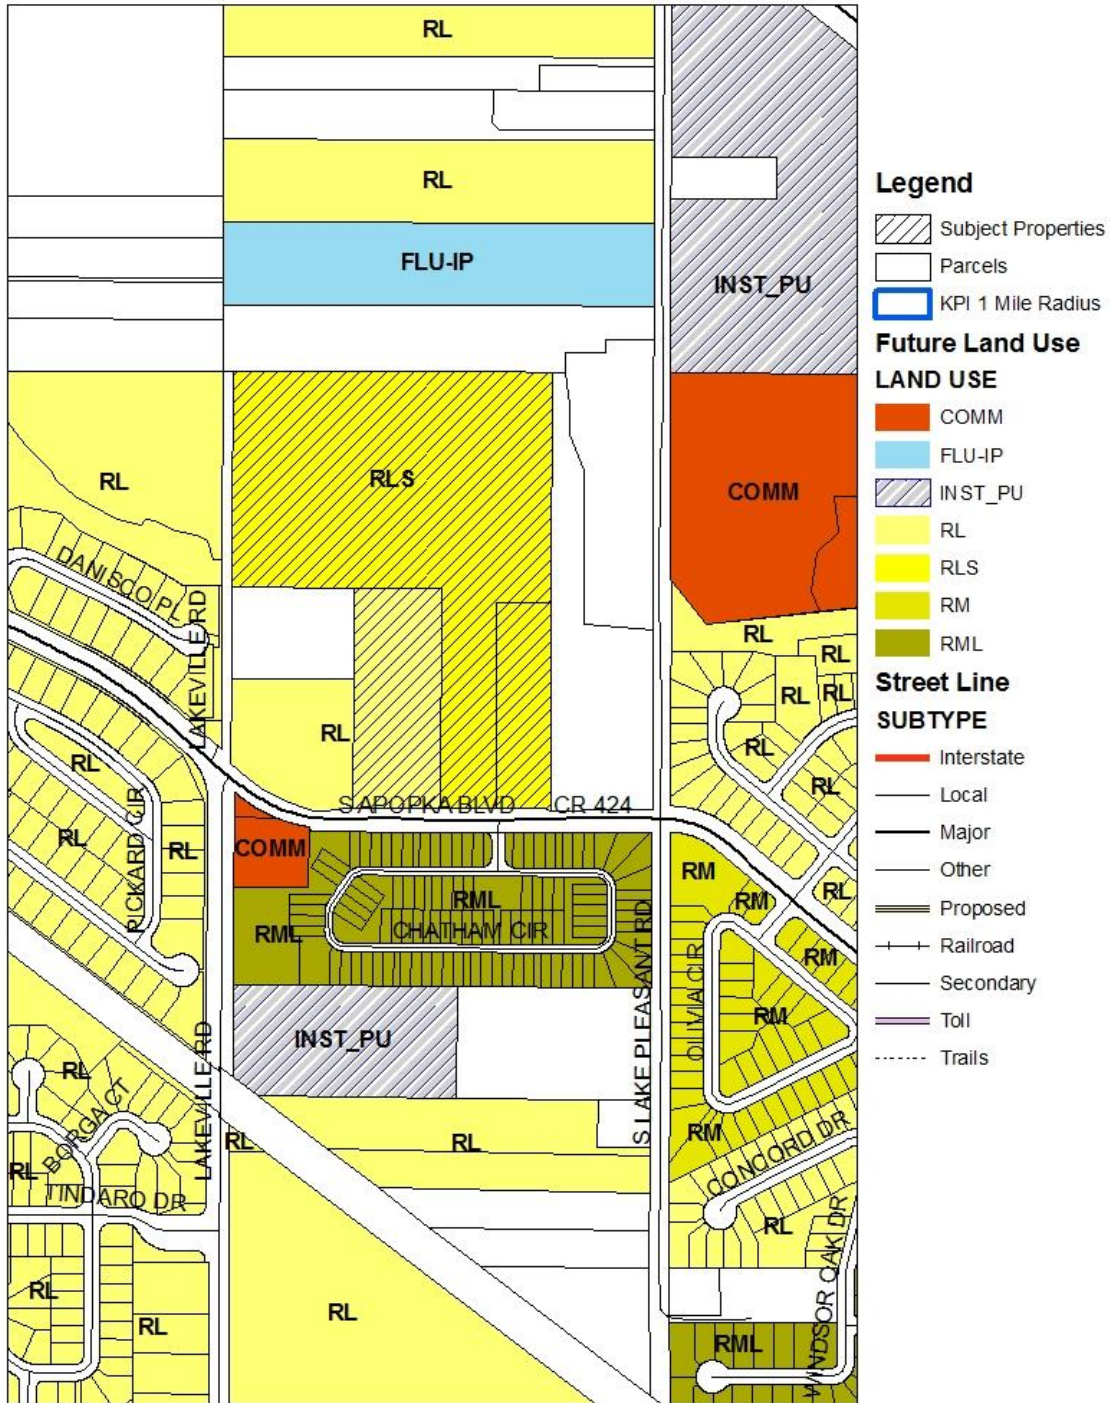 RL
RL
FLU-IP
INST_PU
RL
RLS
COMM
DANISCO PL
LAKEVILLE RD
RL
RL
RL
RL
RL
RL
RL
RL
RICKARD CIR
RL
RL
S APOPKA BLVD
CR 424
COMM
RML
RML
CHATHAM CIR
RM
RM
RL
RM
RM
OLIVIA CIR
S LAKE PLEASANT RD
INST_PU
LAKEVILLE RD
RL
BORGA CT
RL
RL
RL
TINDARO DR
RM
CONCORD DR
RL
WINDSOR OAK DR
RL
RL
RL
RML
Legend
Subject Properties
Parcels
KPI 1 Mile Radius
Future Land Use
LAND USE
COMM
FLU-IP
INST_PU
RL
RLS
RM
RML
Street Line
SUBTYPE
Interstate
Local
Major
Other
Proposed
Railroad
Secondary
Toll
Trails